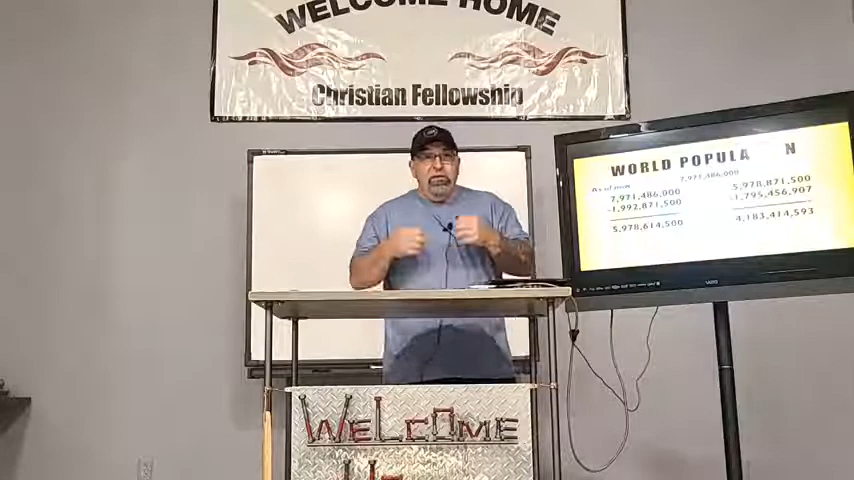 WELCOME HOME
Christian Fellowship
WORLD POPULA N
7,971,486,000
As of now
7,971,486,000
-1,992,871,500
5,978,614,500
5,978,871,500
-1,795,456,907
4,183,414,593
WELCOME